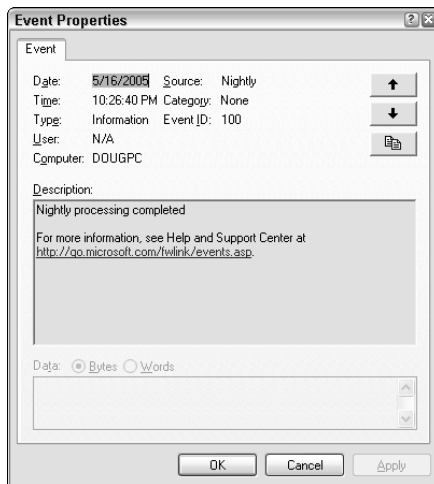 Event Properties
Event
Date: 5/16/2005 Source: Nightly
Time: 10:26:40 PM Category: None
Type: Information Event ID: 100
User: N/A
Computer: DOUGPC
Description:
Nightly processing completed
For more information, see Help and Support Center at
http://go.microsoft.com/fwlink/events.asp.
Data: Bytes Words
OK Cancel Apply